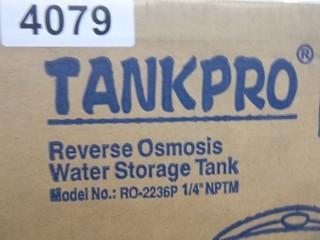 4079
TANKPRO®
Reverse Osmosis
Water Storage Tank
Model No.: RO-2236P 1/4" NPTM